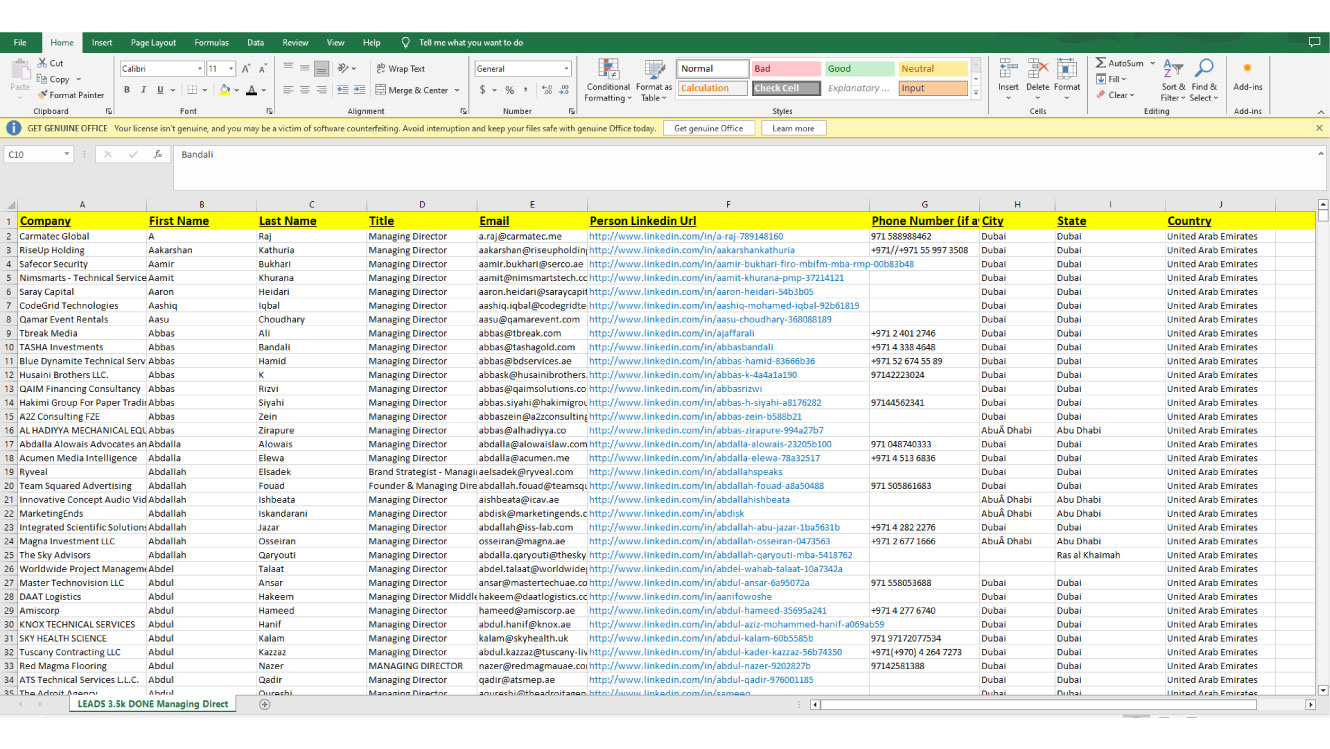 File Home Insert Page Layout Formulas Data Review View Help Tell me what you want to do
Cut
Copy
Paste
Format Painter
Calibri 11
B I U
Wrap Text
Merge & Center
General
$ % ,
Conditional Formatting
Format as Table
Normal Bad Good Neutral
Calculation Check Cell Explanatory ... Input
Insert Delete Format
AutoSum
Fill
Clear
Sort & Filter
Find & Select
Add-ins
Clipboard Font Alignment Number Styles Cells Editing Add-ins
GET GENUINE OFFICE Your license isn't genuine, and you may be a victim of software counterfeiting. Avoid interruption and keep your files safe with genuine Office today. Get genuine Office Learn more
C10 fx Bandali
A B C D E F G H I J
1 Company First Name Last Name Title Email Person Linkedin Url Phone Number (if av City State Country
2 Carmatec Global A Raj Managing Director a.raj@carmatec.me http://www.linkedin.com/in/a-raj-789148160 971 588988462 Dubai Dubai United Arab Emirates
3 RiseUp Holding Aakarshan Kathuria Managing Director aakarshan@riseupholding http://www.linkedin.com/in/aakarshankathuria +971//+971 55 997 3508 Dubai Dubai United Arab Emirates
4 Safecor Security Aamir Bukhari Managing Director aamir.bukhari@serco.ae http://www.linkedin.com/in/aamir-bukhari-firo-mbifm-mba-rmp-00b83b48 Dubai Dubai United Arab Emirates
5 Nimsmarts - Technical Service Aamit Khurana Managing Director aamit@nimsmartstech.cc http://www.linkedin.com/in/aamit-khurana-pmp-37214121 Dubai Dubai United Arab Emirates
6 Saray Capital Aaron Heidari Managing Director aaron.heidari@saraycapit http://www.linkedin.com/in/aaron-heidari-54b3b05 Dubai Dubai United Arab Emirates
7 CodeGrid Technologies Aashiq Iqbal Managing Director aashiq.iqbal@codegridte http://www.linkedin.com/in/aashiq-mohamed-iqbal-92b61819 Dubai Dubai United Arab Emirates
8 Qamar Event Rentals Aasu Choudhary Managing Director aasu@qamarevent.com http://www.linkedin.com/in/aasu-choudhary-368088189 Dubai Dubai United Arab Emirates
9 Tbreak Media Abbas Ali Managing Director abbas@tbreak.com http://www.linkedin.com/in/ajaffarali +971 2 401 2746 Dubai Dubai United Arab Emirates
10 TASHA Investments Abbas Bandali Managing Director abbas@tashagold.com http://www.linkedin.com/in/abbasbandali +971 4 338 4648 Dubai Dubai United Arab Emirates
11 Blue Dynamite Technical Serv Abbas Hamid Managing Director abbas@bdservices.ae http://www.linkedin.com/in/abbas-hamid-83666b36 +971 52 674 55 89 Dubai Dubai United Arab Emirates
12 Husaini Brothers LLC. Abbas K Managing Director abbask@husainibrothers. http://www.linkedin.com/in/abbas-k-4a4a1a190 97142223024 Dubai Dubai United Arab Emirates
13 QAIM Financing Consultancy Abbas Rizvi Managing Director abbas@qaimsolutions.co http://www.linkedin.com/in/abbasrizvi Dubai Dubai United Arab Emirates
14 Hakimi Group For Paper Tradi Abbas Siyahi Managing Director abbas.siyahi@hakimigrou http://www.linkedin.com/in/abbas-h-siyahi-a8176282 97144562341 Dubai Dubai United Arab Emirates
15 A2Z Consulting FZE Abbas Zein Managing Director abbaszein@a2zconsulting http://www.linkedin.com/in/abbas-zein-b588b21 Dubai Dubai United Arab Emirates
16 AL HADIYYA MECHANICAL EQU Abbas Zirapure Managing Director abbas@alhadiyya.co http://www.linkedin.com/in/abbas-zirapure-994a27b7 AbuÂ Dhabi Abu Dhabi United Arab Emirates
17 Abdalla Alowais Advocates an Abdalla Alowais Managing Director abdalla@alowaislaw.com http://www.linkedin.com/in/abdalla-alowais-23205b100 971 048740333 Dubai Dubai United Arab Emirates
18 Acumen Media Intelligence Abdalla Elewa Managing Director abdalla@acumen.me http://www.linkedin.com/in/abdalla-elewa-78a32517 +971 4 513 6836 Dubai Dubai United Arab Emirates
19 Ryveal Abdallah Elsadek Brand Strategist - Managi aelsadek@ryveal.com http://www.linkedin.com/in/abdallahspeaks Dubai Dubai United Arab Emirates
20 Team Squared Advertising Abdallah Fouad Founder & Managing Dire abdallah.fouad@teamsqu http://www.linkedin.com/in/abdallah-fouad-a8a50488 971 505861683 Dubai Dubai United Arab Emirates
21 Innovative Concept Audio Vid Abdallah Ishbeata Managing Director aishbeata@icav.ae http://www.linkedin.com/in/abdallahishbeata AbuÂ Dhabi Abu Dhabi United Arab Emirates
22 MarketingEnds Abdallah Iskandarani Managing Director abdisk@marketingends.c http://www.linkedin.com/in/abdisk AbuÂ Dhabi Abu Dhabi United Arab Emirates
23 Integrated Scientific Solution Abdallah Jazar Managing Director abdallah@iss-lab.com http://www.linkedin.com/in/abdallah-abu-jazar-1ba5631b +971 4 282 2276 Dubai Dubai United Arab Emirates
24 Magna Investment LLC Abdallah Osseiran Managing Director osseiran@magna.ae http://www.linkedin.com/in/abdallah-osseiran-0473563 +971 2 677 1666 AbuÂ Dhabi Abu Dhabi United Arab Emirates
25 The Sky Advisors Abdallah Qaryouti Managing Director abdalla.qaryouti@thesky http://www.linkedin.com/in/abdallah-qaryouti-mba-5418762 Ras al Khaimah United Arab Emirates
26 Worldwide Project Manageme Abdel Talaat Managing Director abdel.talaat@worldwide http://www.linkedin.com/in/abdel-wahab-talaat-10a7342a United Arab Emirates
27 Master Technovision LLC Abdul Ansar Managing Director ansar@mastertechuae.co http://www.linkedin.com/in/abdul-ansar-6a95072a 971 558053688 Dubai Dubai United Arab Emirates
28 DAAT Logistics Abdul Hakeem Managing Director Middle hakeem@daatlogistics.cc http://www.linkedin.com/in/aanifowoshe Dubai Dubai United Arab Emirates
29 Amiscorp Abdul Hameed Managing Director hameed@amiscorp.ae http://www.linkedin.com/in/abdul-hameed-35695a241 +971 4 277 6740 Dubai Dubai United Arab Emirates
30 KNOX TECHNICAL SERVICES Abdul Hanif Managing Director abdul.hanif@knox.ae http://www.linkedin.com/in/abdul-aziz-mohammed-hanif-a069ab59 Dubai Dubai United Arab Emirates
31 SKY HEALTH SCIENCE Abdul Kalam Managing Director kalam@skyhealth.uk http://www.linkedin.com/in/abdul-kalam-60b5585b 971 97172077534 Dubai Dubai United Arab Emirates
32 Tuscany Contracting LLC Abdul Kazzaz Managing Director abdul.kazzaz@tuscany-liv http://www.linkedin.com/in/abdul-kader-kazzaz-56b74350 +971(+970) 4 264 7273 Dubai Dubai United Arab Emirates
33 Red Magma Flooring Abdul Nazer MANAGING DIRECTOR nazer@redmagmauae.co http://www.linkedin.com/in/abdul-nazer-9202827b 97142581388 Dubai Dubai United Arab Emirates
34 ATS Technical Services L.L.C. Abdul Qadir Managing Director qadir@atsmep.ae http://www.linkedin.com/in/abdul-qadir-976001185 Dubai Dubai United Arab Emirates
35 The Adroit Agency Abdul Qureshi Managing Director aqureshi@theadroitagen http://www.linkedin.com/in/sameeq Dubai Dubai United Arab Emirates
LEADS 3.5k DONE Managing Direct